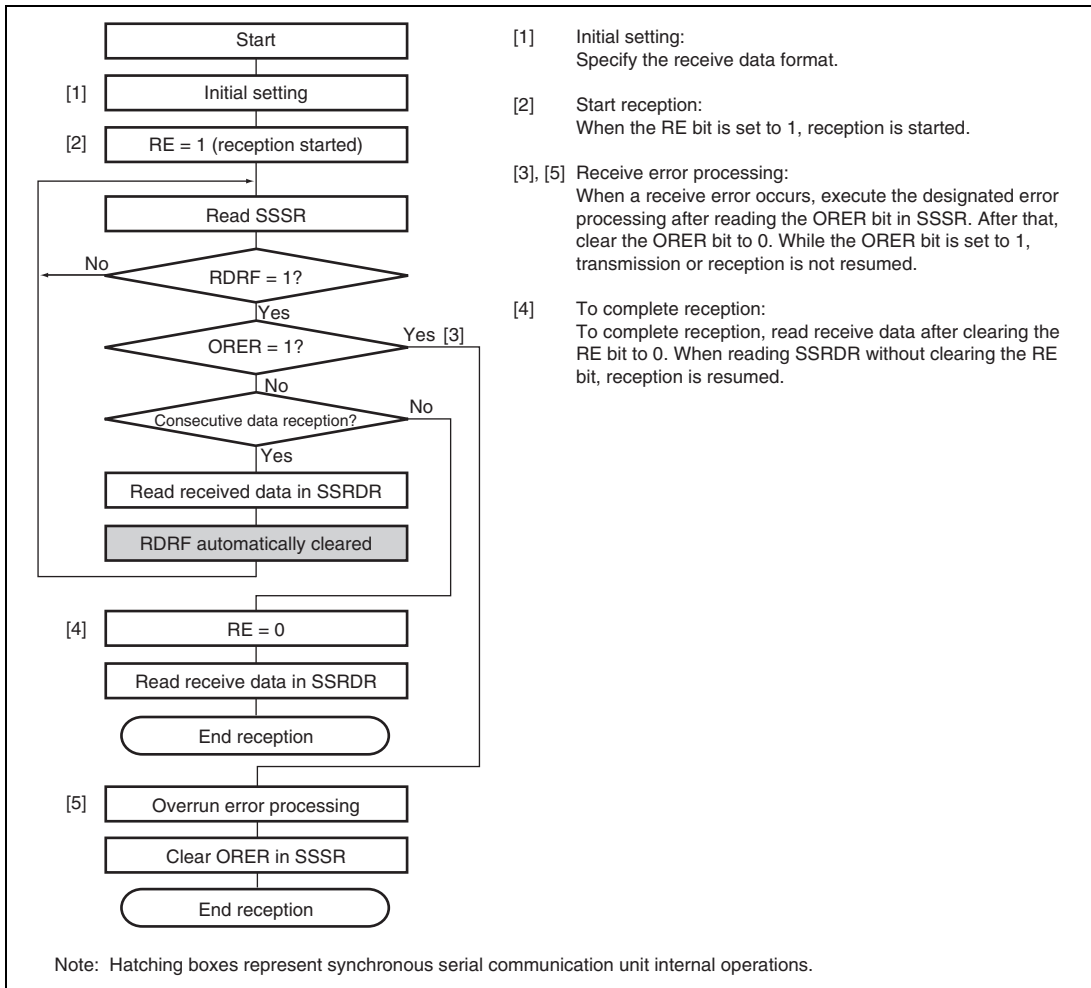 Start
[1] Initial setting
[2] RE = 1 (reception started)
Read SSSR
No
RDRF = 1?
Yes
ORER = 1?
Yes [3]
No
Consecutive data reception?
No
Yes
Read received data in SSRDR
RDRF automatically cleared
[4] RE = 0
Read receive data in SSRDR
End reception
[5] Overrun error processing
Clear ORER in SSSR
End reception
[1] Initial setting:
Specify the receive data format.
[2] Start reception:
When the RE bit is set to 1, reception is started.
[3], [5] Receive error processing:
When a receive error occurs, execute the designated error
processing after reading the ORER bit in SSSR. After that,
clear the ORER bit to 0. While the ORER bit is set to 1,
transmission or reception is not resumed.
[4] To complete reception:
To complete reception, read receive data after clearing the
RE bit to 0. When reading SSRDR without clearing the RE
bit, reception is resumed.
Note: Hatching boxes represent synchronous serial communication unit internal operations.